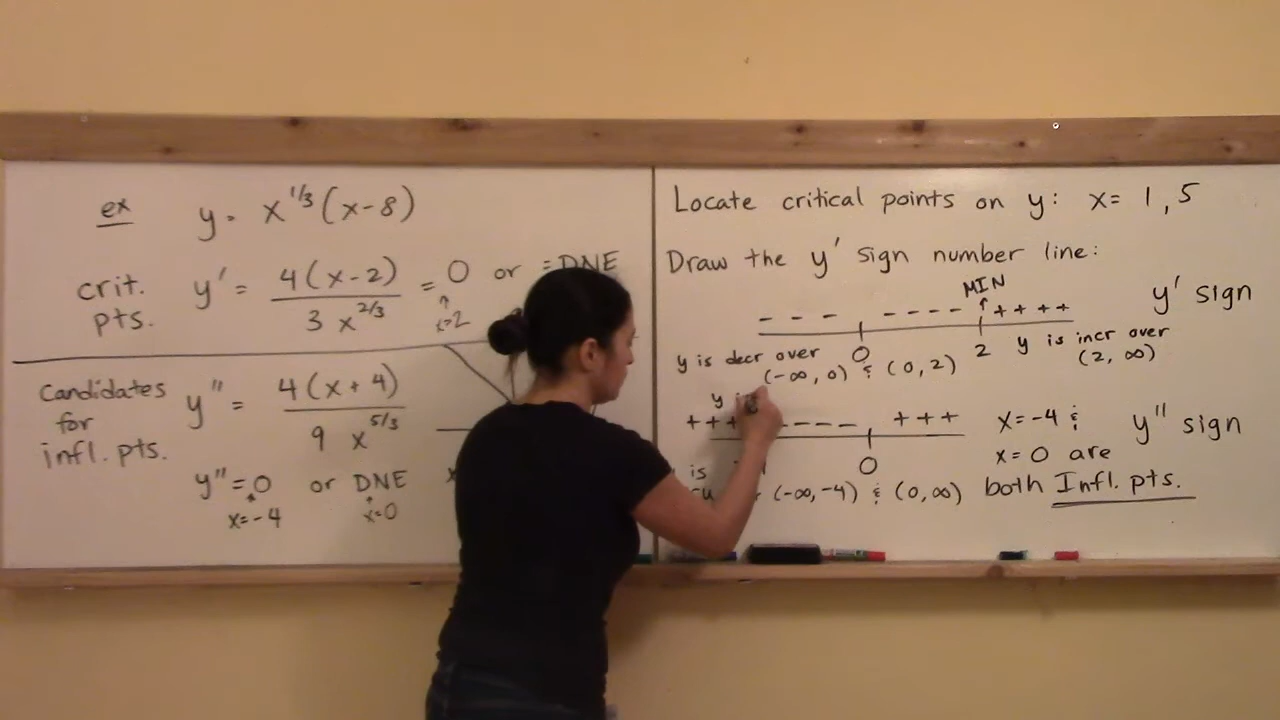 ex y = x^1/3 (x-8)
crit. pts. y' = 4(x-2) / 3 x^2/3 = 0 or = DNE
x=2
Candidates for infl. pts. y'' = 4(x+4) / 9 x^5/3
y'' = 0 or DNE
x=-4 x=0
Locate critical points on y: x= 1, 5
Draw the y' sign number line:
MIN
- - - - - - - + + + + y' sign
0 2
y is decr over (-∞, 0) & (0, 2)
y is incr over (2, ∞)
y
+ + + - - - - + + + y'' sign
0
x=-4 & x=0 are both Infl. pts.
is
(-∞, -4) & (0, ∞)